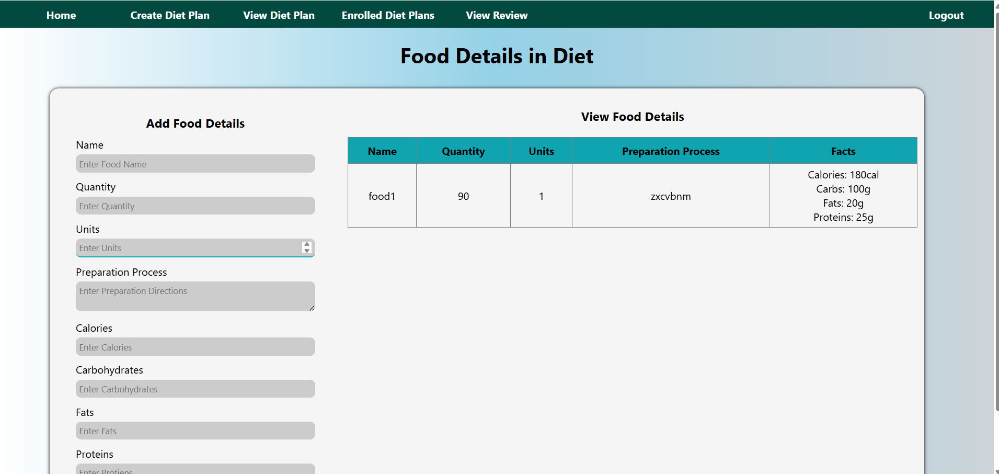 Home Create Diet Plan View Diet Plan Enrolled Diet Plans View Review Logout
Food Details in Diet
Add Food Details
Name
Enter Food Name
Quantity
Enter Quantity
Units
Enter Units
Preparation Process
Enter Preparation Directions
Calories
Enter Calories
Carbohydrates
Enter Carbohydrates
Fats
Enter Fats
Proteins
Enter Protiens
View Food Details
Name Quantity Units Preparation Process Facts
food1 90 1 zxcvbnm
Calories: 180cal
Carbs: 100g
Fats: 20g
Proteins: 25g